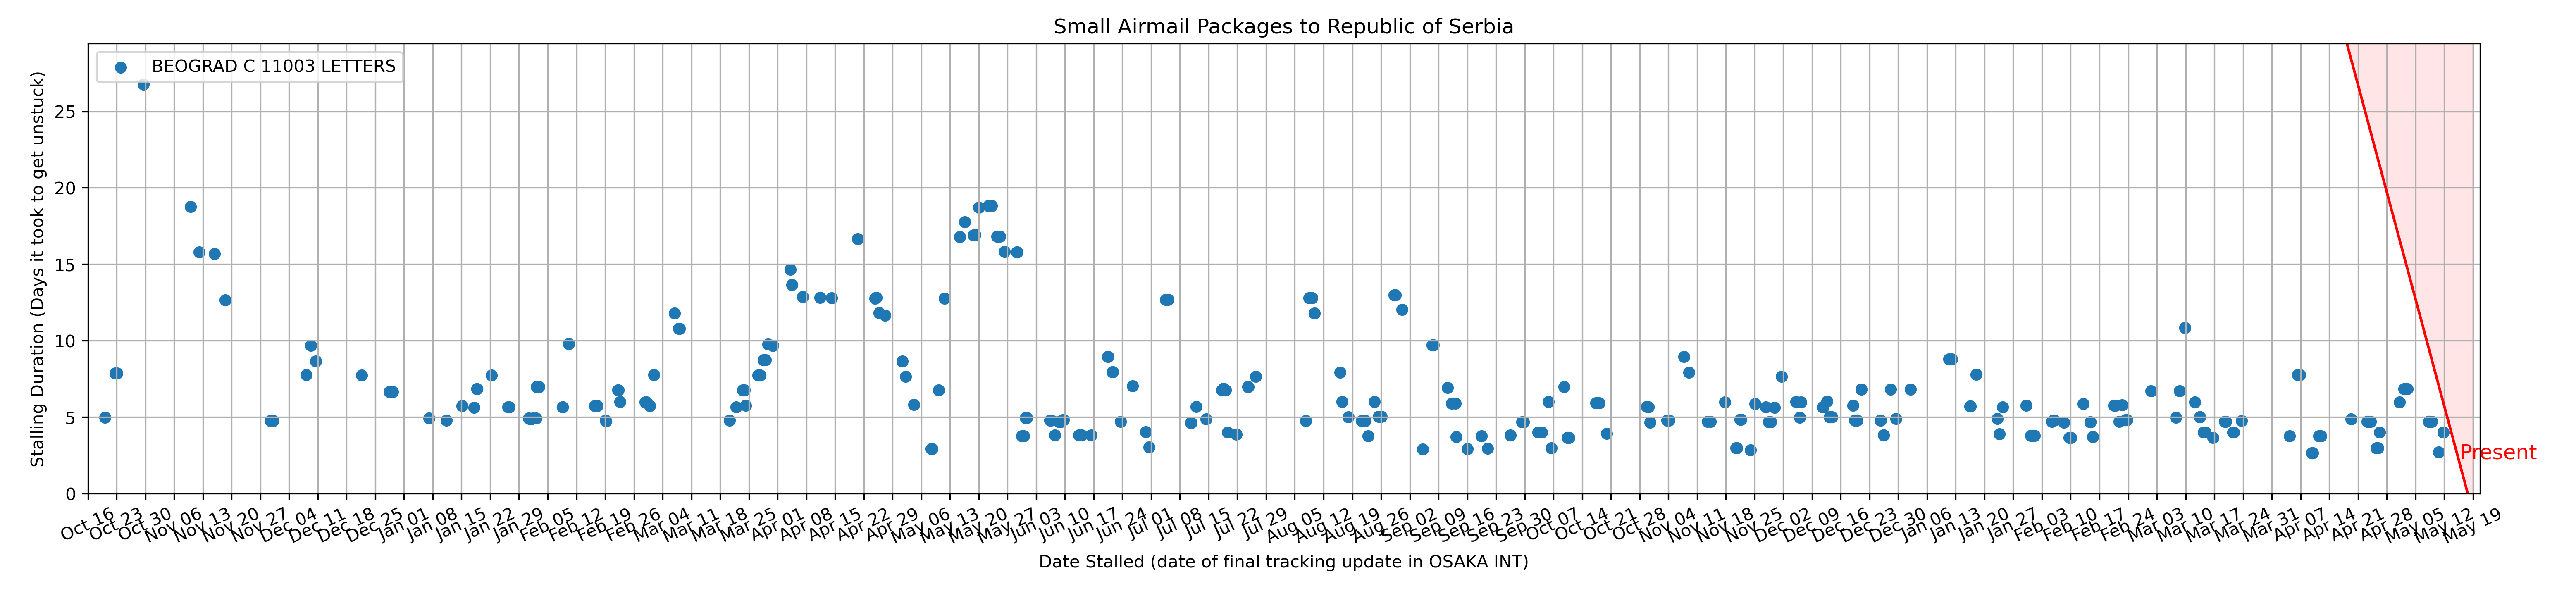 Small Airmail Packages to Republic of Serbia
BEOGRAD C 11003 LETTERS
Stalling Duration (Days it took to get unstuck)
25
20
15
10
5
0
Present
Oct 16 Oct 23 Oct 30 Nov 06 Nov 13 Nov 20 Nov 27 Dec 04 Dec 11 Dec 18 Dec 25 Jan 01 Jan 08 Jan 15 Jan 22 Jan 29 Feb 05 Feb 12 Feb 19 Feb 26 Mar 04 Mar 11 Mar 18 Mar 25 Apr 01 Apr 08 Apr 15 Apr 22 Apr 29 May 06 May 13 May 20 May 27 Jun 03 Jun 10 Jun 17 Jun 24 Jul 01 Jul 08 Jul 15 Jul 22 Jul 29 Aug 05 Aug 12 Aug 19 Aug 26 Sep 02 Sep 09 Sep 16 Sep 23 Sep 30 Oct 07 Oct 14 Oct 21 Oct 28 Nov 04 Nov 11 Nov 18 Nov 25 Dec 02 Dec 09 Dec 16 Dec 23 Dec 30 Jan 06 Jan 13 Jan 20 Jan 27 Feb 03 Feb 10 Feb 17 Feb 24 Mar 03 Mar 10 Mar 17 Mar 24 Mar 31 Apr 07 Apr 14 Apr 21 Apr 28 May 05 May 12 May 19
Date Stalled (date of final tracking update in OSAKA INT)